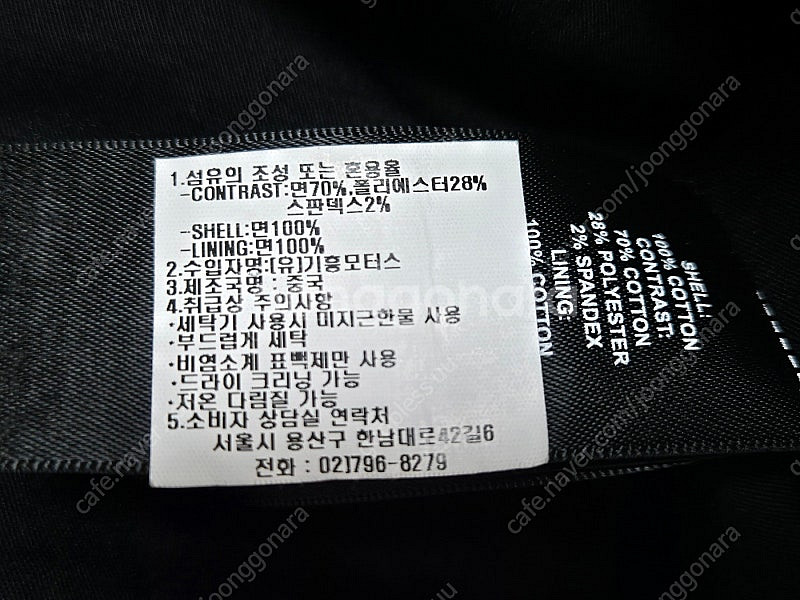 1.섬유의 조성 또는 혼용율
-CONTRAST:면70%,폴리에스터28%
스판덱스2%
-SHELL:면100%
-LINING:면100%
2.수입자명:(유)기흥모터스
3.제조국명 : 중국
4.취급상 주의사항
·세탁기 사용시 미지근한물 사용
·부드럽게 세탁
·비염소계 표백제만 사용
·드라이 크리닝 가능
·저온 다림질 가능
5.소비자 상담실 연락처
서울시 용산구 한남대로42길6
전화 : 02)796-8279
SHELL:
100% COTTON
CONTRAST:
70% COTTON
28% POLYESTER
2% SPANDEX
LINING:
100% COTTON
cafe.naver.com/joonggonara